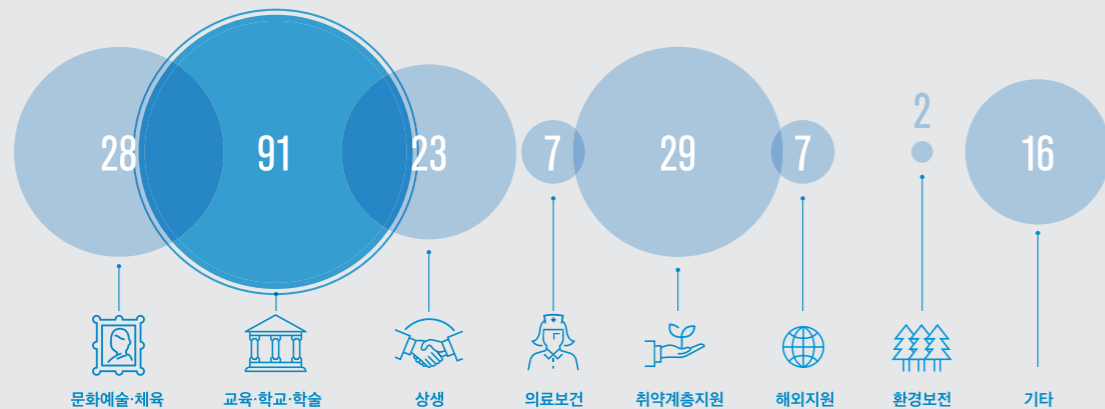 28
91
23
7
29
7
2
16
문화예술·체육
교육·학교·학술
상생
의료보건
취약계층지원
해외지원
환경보전
기타